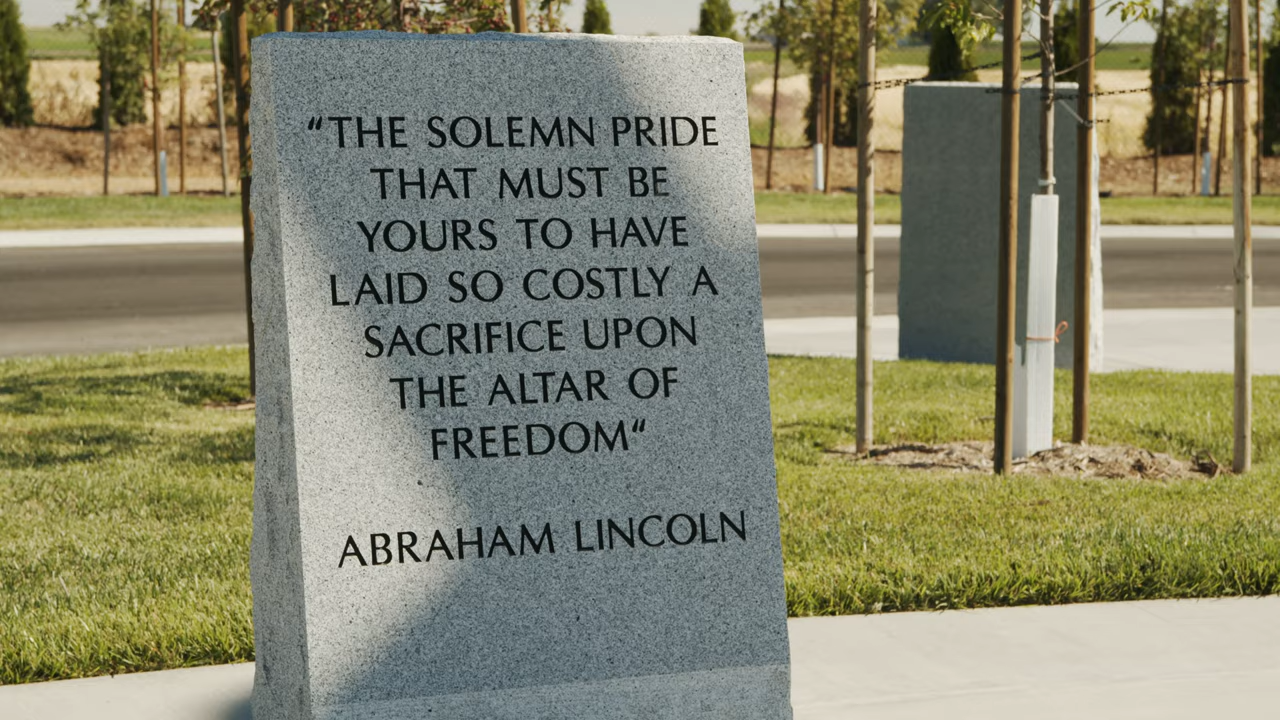 “THE SOLEMN PRIDE
THAT MUST BE
YOURS TO HAVE
LAID SO COSTLY A
SACRIFICE UPON
THE ALTAR OF
FREEDOM“
ABRAHAM LINCOLN